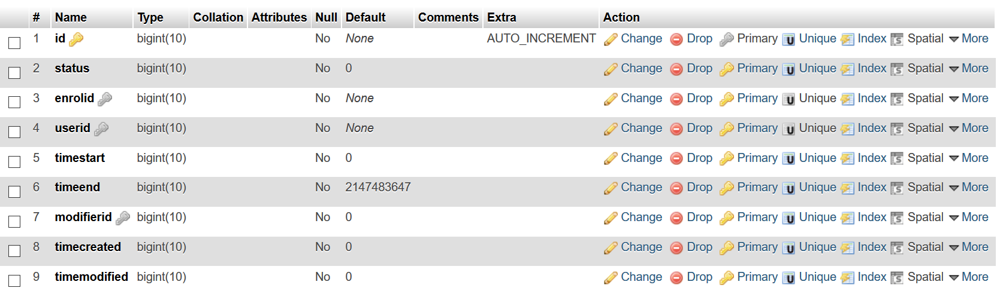 # Name Type Collation Attributes Null Default Comments Extra Action
1 id bigint(10) No None AUTO_INCREMENT Change Drop Primary Unique Index Spatial More
2 status bigint(10) No 0 Change Drop Primary Unique Index Spatial More
3 enrolid bigint(10) No None Change Drop Primary Unique Index Spatial More
4 userid bigint(10) No None Change Drop Primary Unique Index Spatial More
5 timestart bigint(10) No 0 Change Drop Primary Unique Index Spatial More
6 timeend bigint(10) No 2147483647 Change Drop Primary Unique Index Spatial More
7 modifierid bigint(10) No 0 Change Drop Primary Unique Index Spatial More
8 timecreated bigint(10) No 0 Change Drop Primary Unique Index Spatial More
9 timemodified bigint(10) No 0 Change Drop Primary Unique Index Spatial More